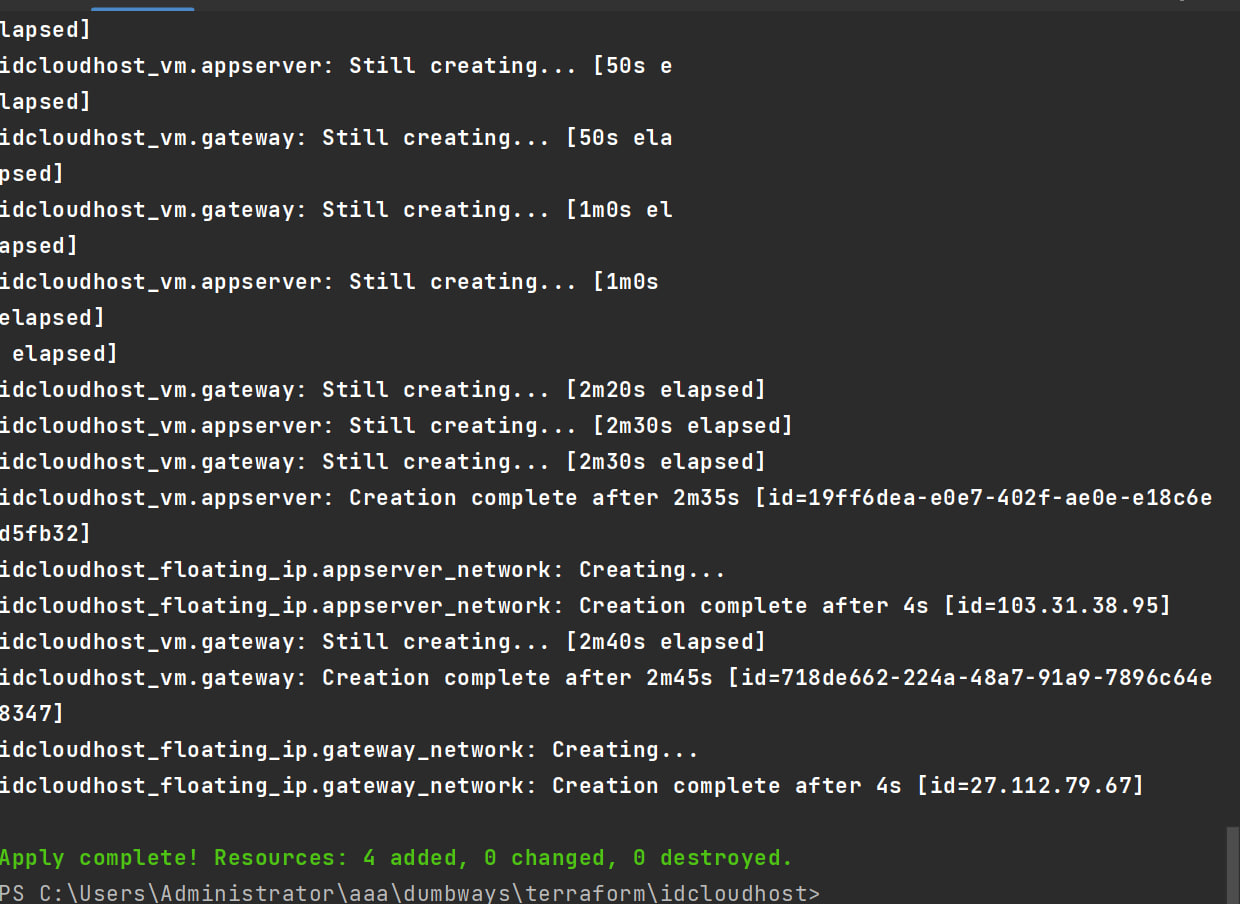 lapsed]
idcloudhost_vm.appserver: Still creating... [50s e
lapsed]
idcloudhost_vm.gateway: Still creating... [50s ela
psed]
idcloudhost_vm.gateway: Still creating... [1m0s el
apsed]
idcloudhost_vm.appserver: Still creating... [1m0s
elapsed]
 elapsed]
idcloudhost_vm.gateway: Still creating... [2m20s elapsed]
idcloudhost_vm.appserver: Still creating... [2m30s elapsed]
idcloudhost_vm.gateway: Still creating... [2m30s elapsed]
idcloudhost_vm.appserver: Creation complete after 2m35s [id=19ff6dea-e0e7-402f-ae0e-e18c6e
d5fb32]
idcloudhost_floating_ip.appserver_network: Creating...
idcloudhost_floating_ip.appserver_network: Creation complete after 4s [id=103.31.38.95]
idcloudhost_vm.gateway: Still creating... [2m40s elapsed]
idcloudhost_vm.gateway: Creation complete after 2m45s [id=718de662-224a-48a7-91a9-7896c64e
8347]
idcloudhost_floating_ip.gateway_network: Creating...
idcloudhost_floating_ip.gateway_network: Creation complete after 4s [id=27.112.79.67]
Apply complete! Resources: 4 added, 0 changed, 0 destroyed.
PS C:\Users\Administrator\aaa\dumbways\terraform\idcloudhost>